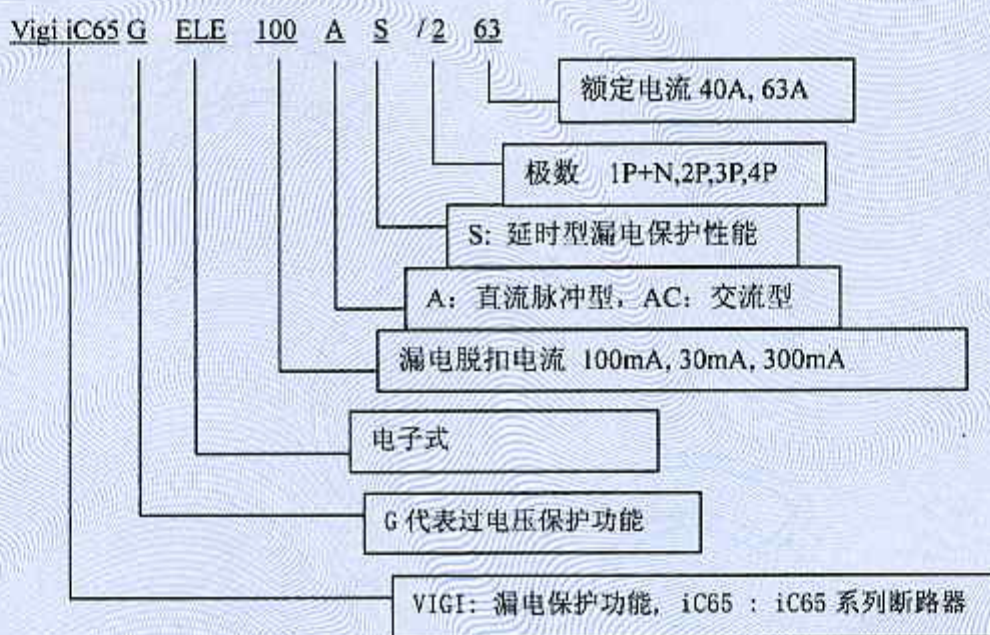 Vigi iC65 G ELE 100 A S /2 63
额定电流 40A, 63A
极数 1P+N,2P,3P,4P
S: 延时型漏电保护性能
A: 直流脉冲型, AC: 交流型
漏电脱扣电流 100mA, 30mA, 300mA
电子式
G 代表过电压保护功能
VIGI: 漏电保护功能, iC65 : iC65 系列断路器